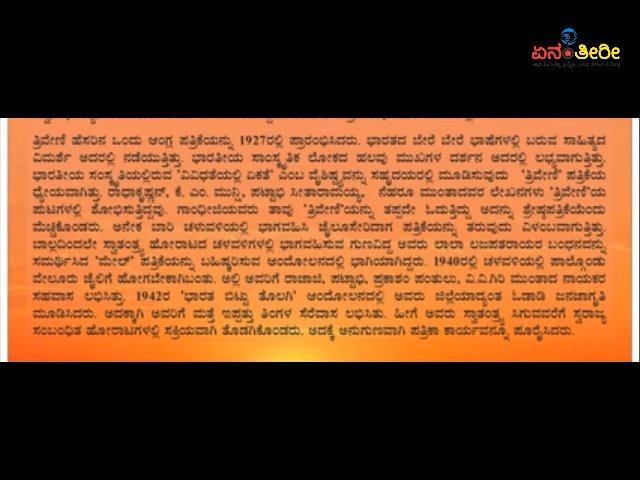 ಏನಂತೀರೀ
ತ್ರಿವೇಣಿ ಹೆಸರಿನ ಒಂದು ಆಂಗ್ಲ ಪತ್ರಿಕೆಯನ್ನು 1927ರಲ್ಲಿ ಪ್ರಾರಂಭಿಸಿದರು. ಭಾರತದ ಬೇರೆ ಬೇರೆ ಭಾಷೆಗಳಲ್ಲಿ ಬರುವ ಸಾಹಿತ್ಯದ
ವಿಮರ್ಶೆ ಅದರಲ್ಲಿ ನಡೆಯುತ್ತಿತ್ತು. ಭಾರತೀಯ ಸಾಂಸ್ಕೃತಿಕ ಲೋಕದ ಹಲವು ಮುಖಗಳ ದರ್ಶನ ಅದರಲ್ಲಿ ಲಭ್ಯವಾಗುತ್ತಿತ್ತು.
ಭಾರತೀಯ ಸಂಸ್ಕೃತಿಯಲ್ಲಿರುವ 'ವಿವಿಧತೆಯಲ್ಲಿ ಏಕತೆ' ಎಂಬ ವೈಶಿಷ್ಟ್ಯವನ್ನು ಸಹೃದಯರಲ್ಲಿ ಮೂಡಿಸುವುದು 'ತ್ರಿವೇಣಿ' ಪತ್ರಿಕೆಯ
ಧ್ಯೇಯವಾಗಿತ್ತು. ರಾಧಾಕೃಷ್ಣನ್, ಕೆ. ಎಂ. ಮುನ್ಶಿ, ಪಟ್ಟಾಭಿ ಸೀತಾರಾಮಯ್ಯ, ನೆಹರೂ ಮುಂತಾದವರ ಲೇಖನಗಳು 'ತ್ರಿವೇಣಿ'ಯ
ಪುಟಗಳಲ್ಲಿ ಶೋಭಿಸುತ್ತಿದ್ದವು. ಗಾಂಧೀಜಿಯವರು ತಾವು 'ತ್ರಿವೇಣಿ'ಯನ್ನು ತಪ್ಪದೇ ಓದುತ್ತಿದ್ದು ಅದನ್ನು ಶ್ರೇಷ್ಠಪತ್ರಿಕೆಯೆಂದು
ಮೆಚ್ಚಿಕೊಂಡರು. ಅನೇಕ ಬಾರಿ ಚಳುವಳಿಯಲ್ಲಿ ಭಾಗವಹಿಸಿ ಜೈಲೂಸೇರಿದಾಗ ಪತ್ರಿಕೆಯನ್ನು ತರುವುದು ವಿಳಂಬವಾಗುತ್ತಿತ್ತು.
ಬಾಲ್ಯದಿಂದಲೇ ಸ್ವಾತಂತ್ರ್ಯ ಹೋರಾಟದ ಚಳವಳಿಗಳಲ್ಲಿ ಭಾಗವಹಿಸುವ ಗುಣವಿದ್ದ ಅವರು ಲಾಲಾ ಲಜಪತರಾಯರ ಬಂಧನವನ್ನು
ಸಮರ್ಥಿಸಿದ 'ಮೇಲ್' ಪತ್ರಿಕೆಯನ್ನು ಬಹಿಷ್ಕರಿಸುವ ಆಂದೋಲನದಲ್ಲಿ ಭಾಗಿಯಾಗಿದ್ದರು. 1940ರಲ್ಲಿ ಚಳವಳಿಯಲ್ಲಿ ಪಾಲ್ಗೊಂಡು
ವೇಲೂರು ಜೈಲಿಗೆ ಹೋಗಬೇಕಾಗಿಬಂತು. ಅಲ್ಲಿ ಅವರಿಗೆ ರಾಜಾಜಿ, ಪಟ್ಟಾಭಿ, ಪ್ರಕಾಶಂ ಪಂತುಲು, ವಿ.ವಿ.ಗಿರಿ ಮುಂತಾದ ನಾಯಕರ
ಸಹವಾಸ ಲಭಿಸಿತ್ತು. 1942ರ 'ಭಾರತ ಬಿಟ್ಟು ತೊಲಗಿ' ಆಂದೋಲನದಲ್ಲಿ ಅವರು ಜಿಲ್ಲೆಯಾದ್ಯಂತ ಓಡಾಡಿ ಜನಜಾಗೃತಿ
ಮೂಡಿಸಿದರು. ಅದಕ್ಕಾಗಿ ಅವರಿಗೆ ಮತ್ತೆ ಇಪ್ಪತ್ತು ತಿಂಗಳ ಸೆರೆವಾಸ ಲಭಿಸಿತು. ಹೀಗೆ ಅವರು ಸ್ವಾತಂತ್ರ್ಯ ಸಿಗುವವರೆಗೆ ಸ್ವರಾಜ್ಯ
ಸಂಬಂಧಿತ ಹೋರಾಟಗಳಲ್ಲಿ ಸಕ್ರಿಯವಾಗಿ ತೊಡಗಿಕೊಂಡರು. ಅದಕ್ಕೆ ಅನುಗುಣವಾಗಿ ಪತ್ರಿಕಾ ಕಾರ್ಯವನ್ನೂ ಪೂರೈಸಿದರು.